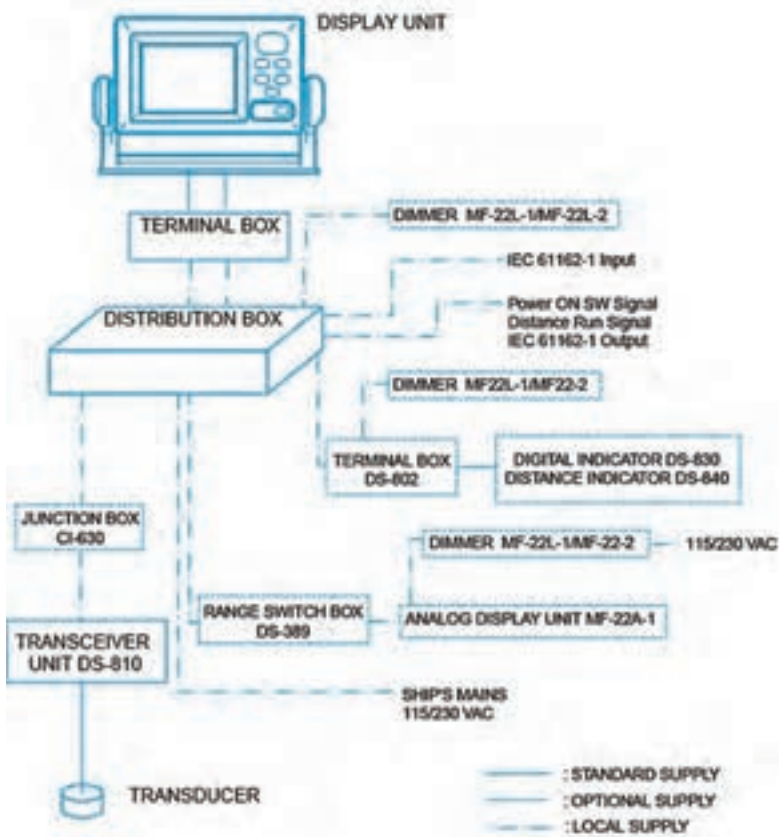 DISPLAY UNIT
TERMINAL BOX
DIMMER MF-22L-1/MF-22L-2
IEC 61162-1 Input
DISTRIBUTION BOX
Power ON SW Signal
Distance Run Signal
IEC 61162-1 Output
DIMMER MF22L-1/MF22-2
TERMINAL BOX
DS-802
DIGITAL INDICATOR DS-830
DISTANCE INDICATOR DS-840
JUNCTION BOX
CI-630
DIMMER MF-22L-1/MF-22-2
115/230 VAC
RANGE SWITCH BOX
DS-389
ANALOG DISPLAY UNIT MF-22A-1
TRANSCEIVER
UNIT DS-810
SHIP'S MAINS
115/230 VAC
TRANSDUCER
: STANDARD SUPPLY
: OPTIONAL SUPPLY
: LOCAL SUPPLY